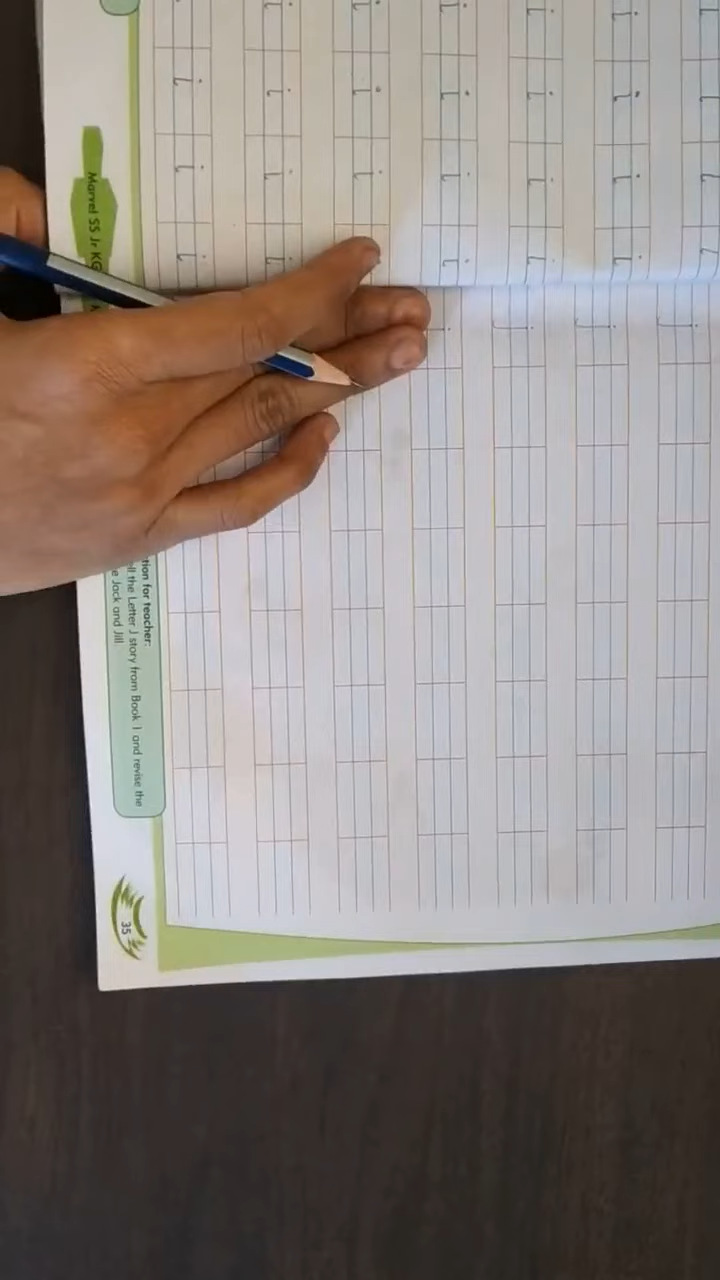 j j j
j j j j
j j j j
j j j j
j j j j
j j j j
j j j j
Marvel SS Jr KG
j
j
j
tion for teacher:
ell the Letter J story from Book 1 and revise the
e Jack and Jill.
35